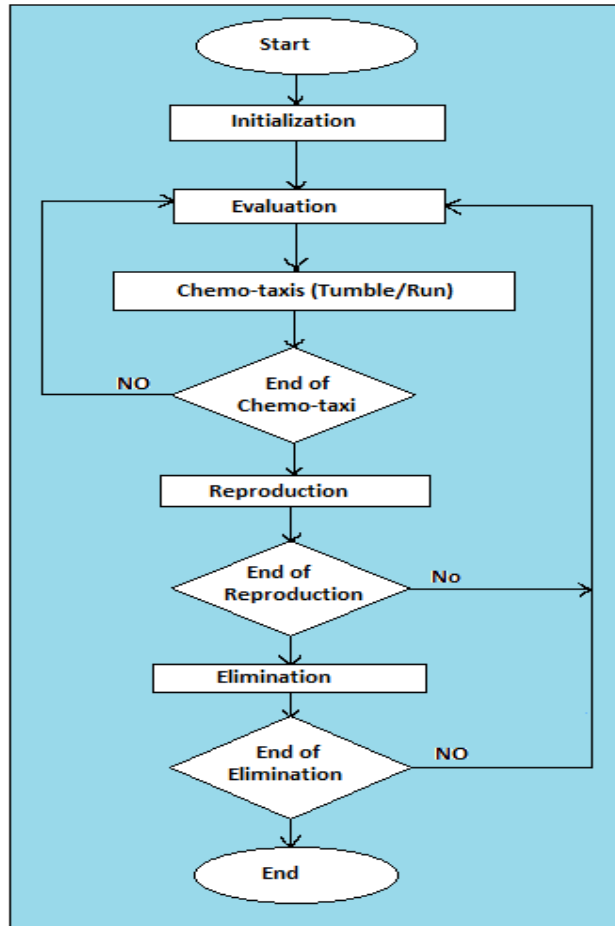 Start
Initialization
Evaluation
Chemo-taxis (Tumble/Run)
NO
End of
Chemo-taxi
Reproduction
End of
Reproduction
No
Elimination
End of
Elimination
NO
End